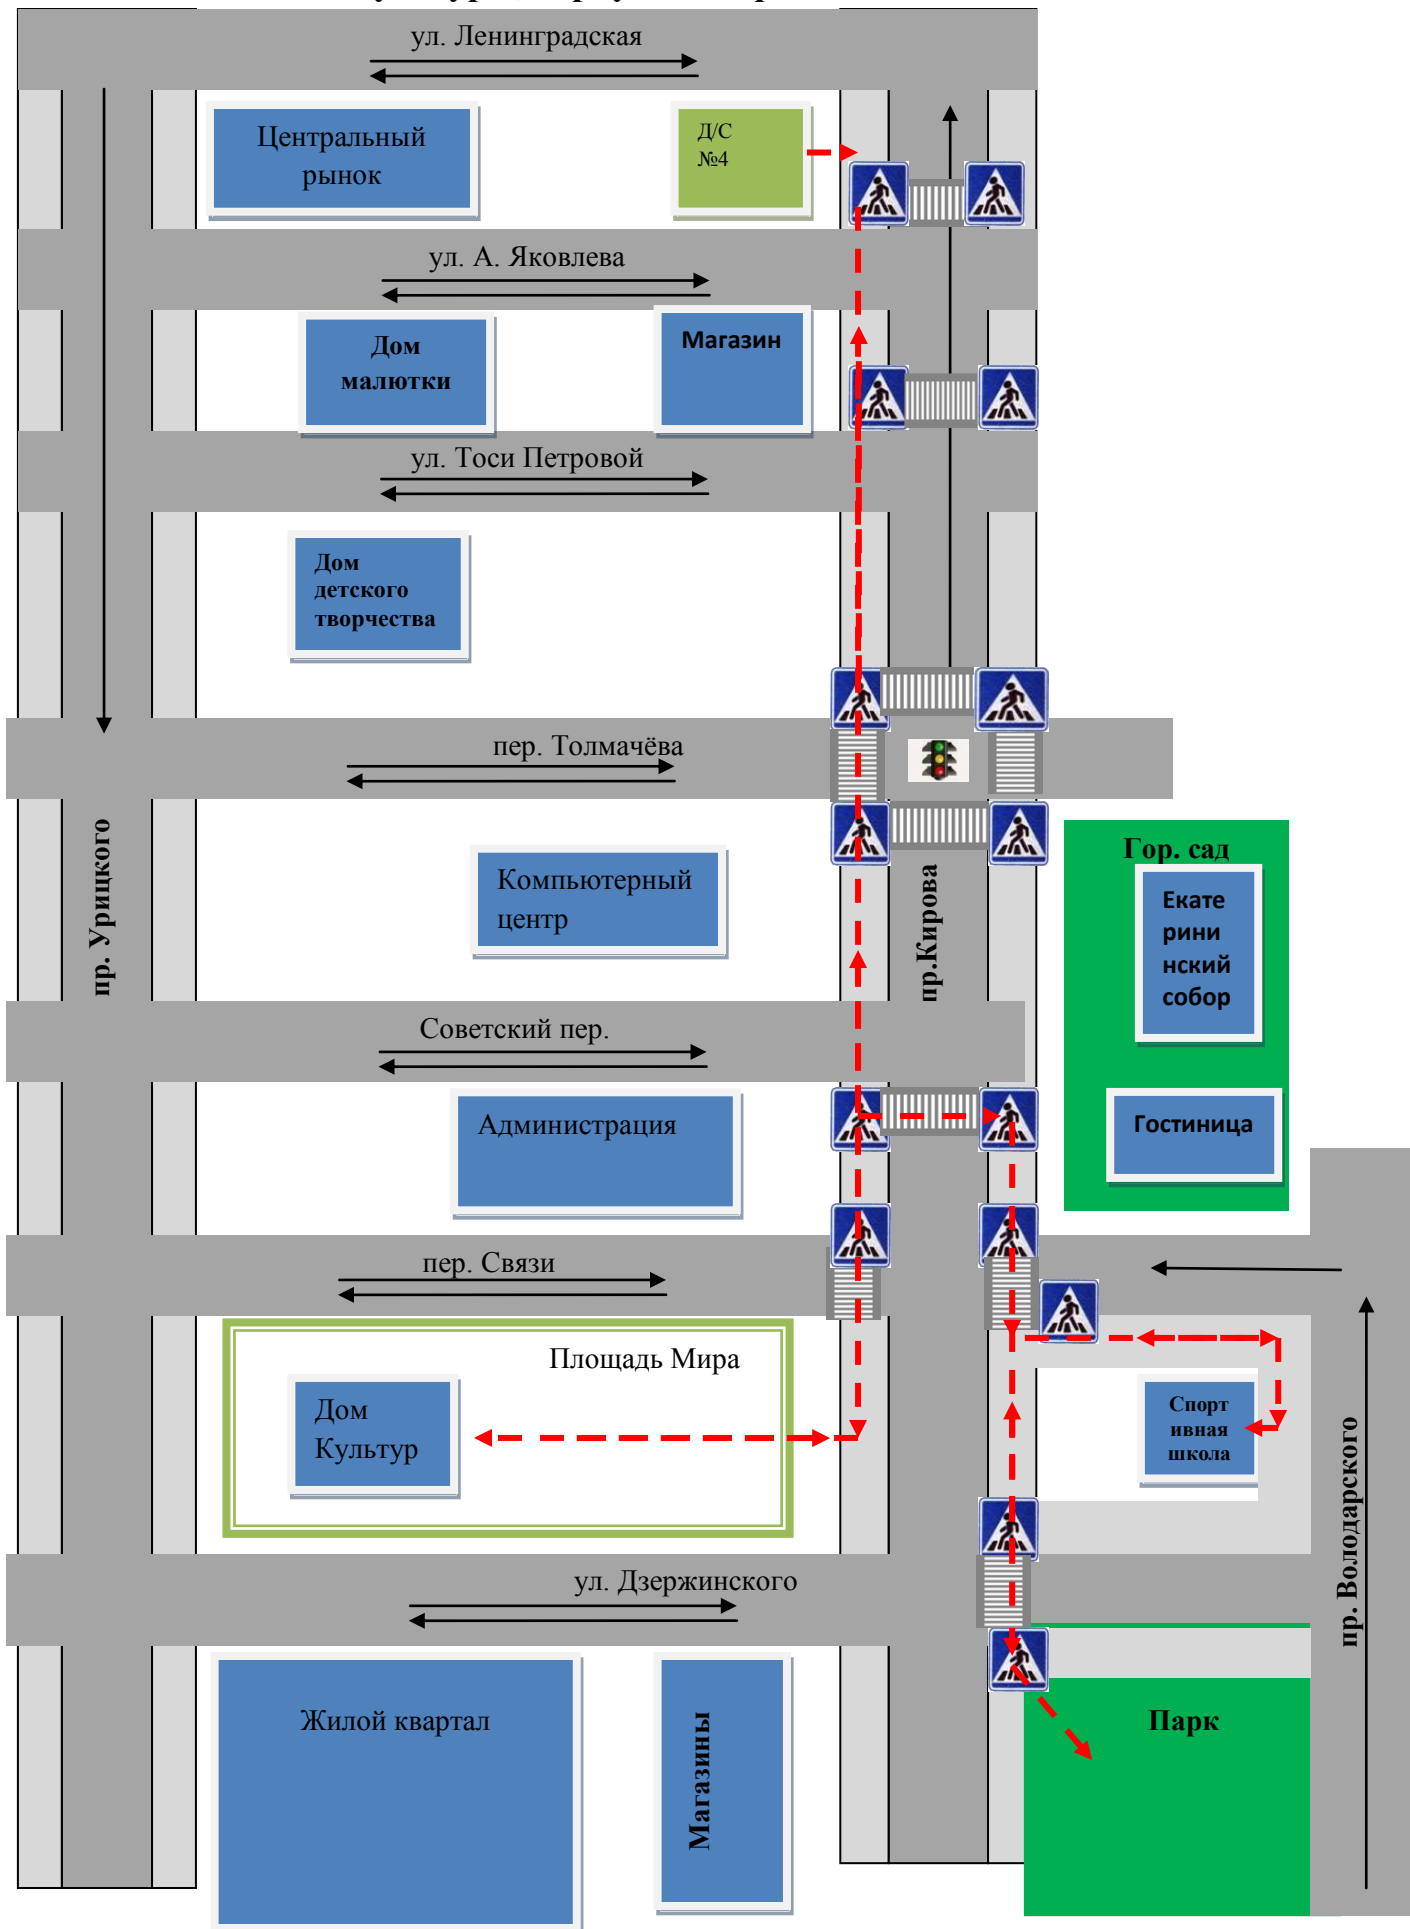 ул. Ленинградская
Центральный
рынок
Д/С
№4
ул. А. Яковлева
Дом
малютки
Магазин
ул. Тоси Петровой
Дом
детского
творчества
пер. Толмачёва
пр. Урицкого
Компьютерный
центр
пр.Кирова
Гор. сад
Екате
рини
нский
собор
Советский пер.
Администрация
Гостиница
пер. Связи
Площадь Мира
Дом
Культур
Спорт
ивная
школа
пр. Володарского
ул. Дзержинского
Жилой квартал
Магазины
Парк